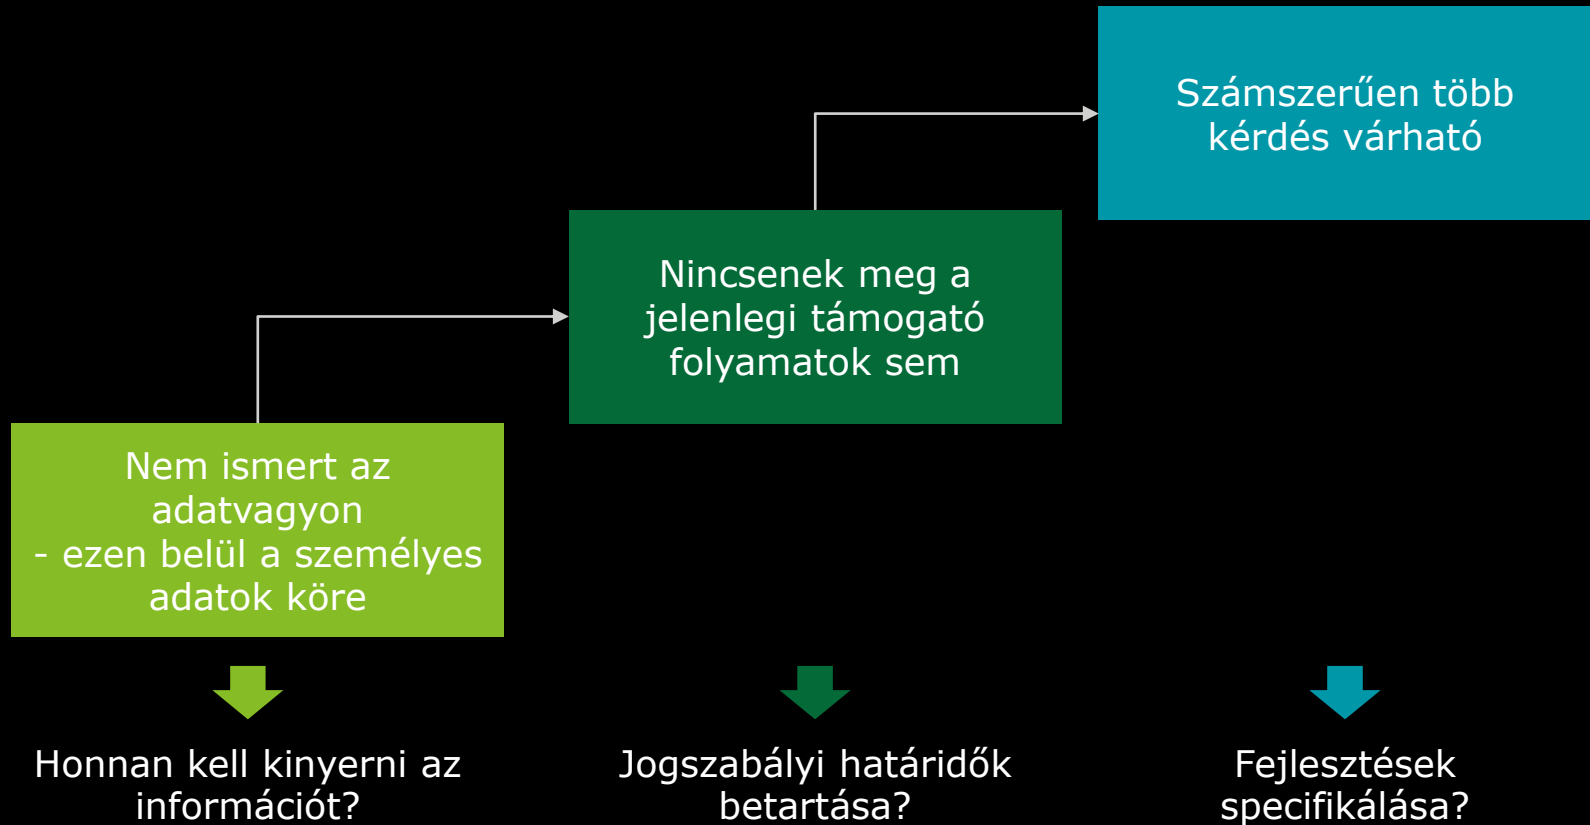 Számszerűen több
kérdés várható
Nincsenek meg a
jelenlegi támogató
folyamatok sem
Nem ismert az
adatvagyon
- ezen belül a személyes
adatok köre
Honnan kell kinyerni az
információt?
Jogszabályi határidők
betartása?
Fejlesztések
specifikálása?